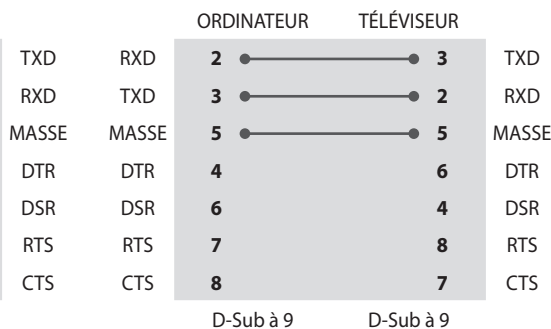 ORDINATEUR TÉLÉVISEUR
TXD RXD 2 3 TXD
RXD TXD 3 2 RXD
MASSE MASSE 5 5 MASSE
DTR DTR 4 6 DTR
DSR DSR 6 4 DSR
RTS RTS 7 8 RTS
CTS CTS 8 7 CTS
D-Sub à 9 D-Sub à 9